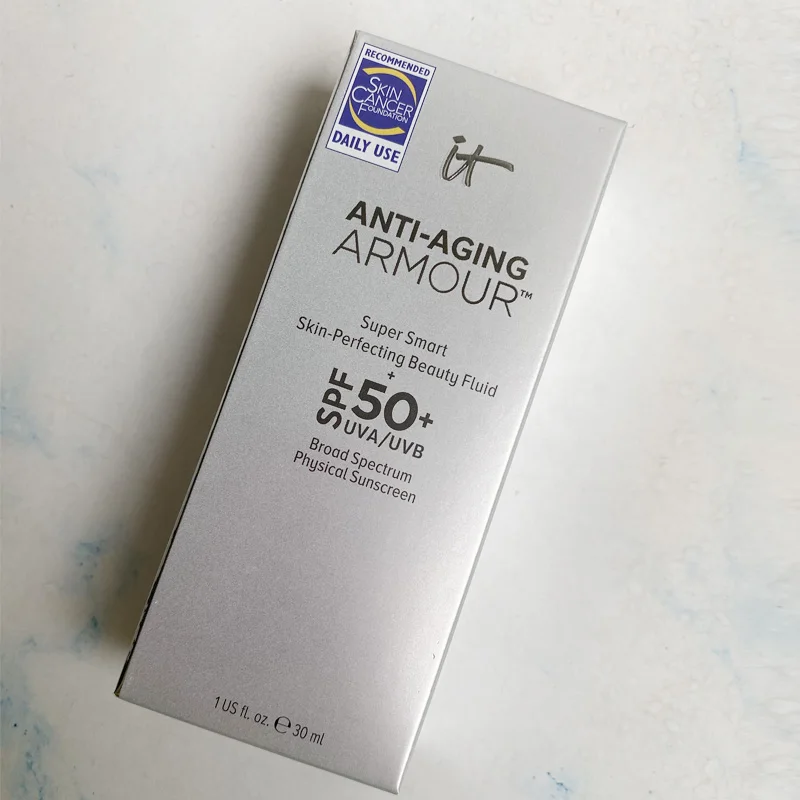 RECOMMENDED
SKIN
CANCER
FOUNDATION
DAILY USE
it
ANTI-AGING
ARMOUR™
Super Smart
Skin-Perfecting Beauty Fluid
+
SPF 50+
UVA/UVB
Broad Spectrum
Physical Sunscreen
1 US fl. oz. ℮ 30 ml